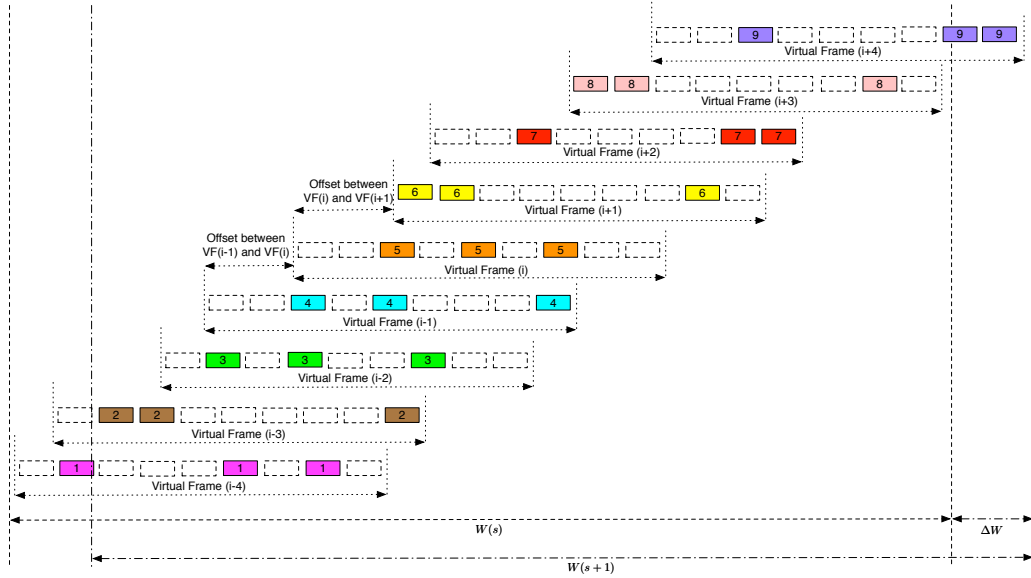 9 9 9
Virtual Frame (i+4)
8 8 8
Virtual Frame (i+3)
7 7 7
Virtual Frame (i+2)
Offset between
VF(i) and VF(i+1)
6 6 6
Virtual Frame (i+1)
Offset between
VF(i-1) and VF(i)
5 5 5
Virtual Frame (i)
4 4 4
Virtual Frame (i-1)
3 3 3
Virtual Frame (i-2)
2 2 2
Virtual Frame (i-3)
1 1 1
Virtual Frame (i-4)
W(s) ΔW
W(s + 1)